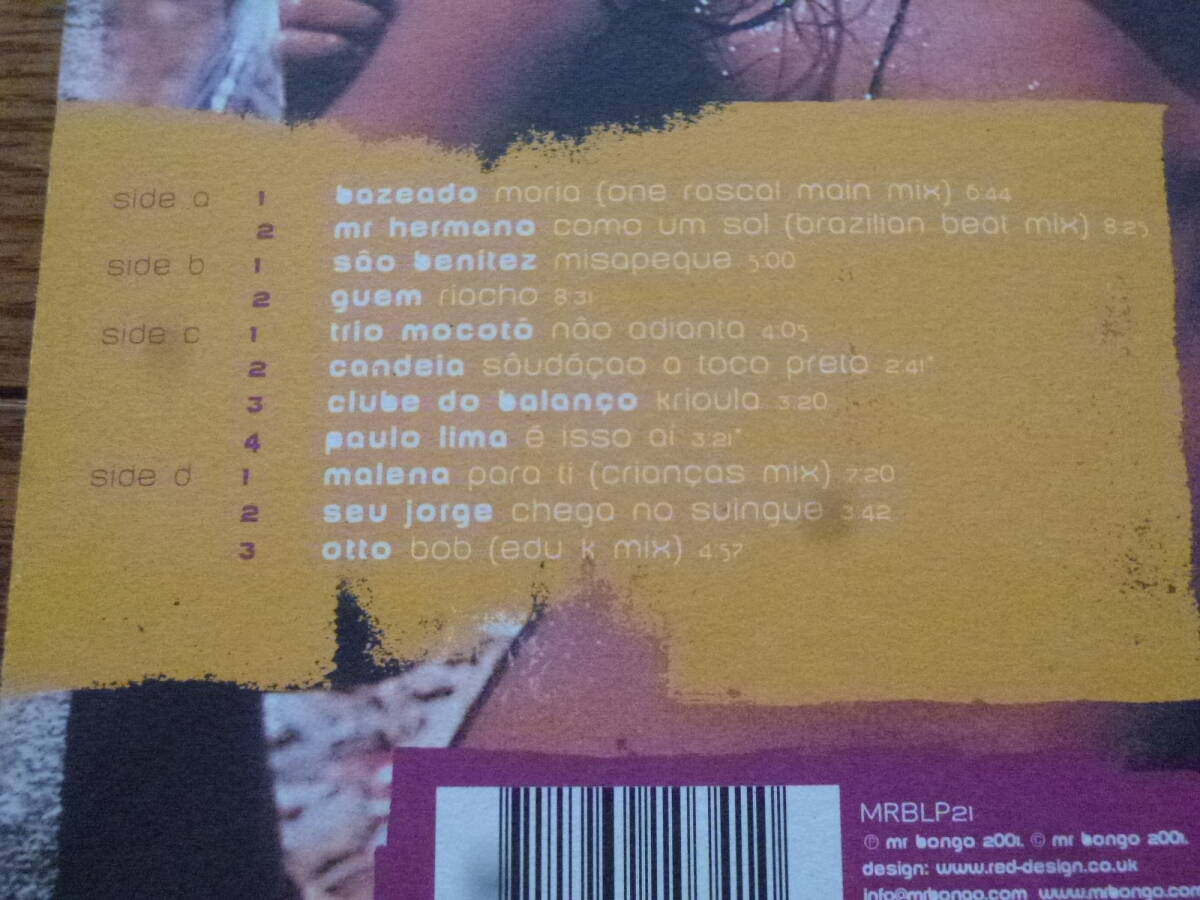 side a 1 bazeado moria (one rascal main mix) 6:44
2 mr hermano como um sol (brazilian beat mix) 8:25
side b 1 são benitez misapeque 5:00
2 guem riocho 8:31
side c 1 trio mocotó não adianta 4:05
2 candeia sâudáçao a toco preto 2:41*
3 clube do balanço krioula 3:20
4 paulo lima é isso aí 3:21*
side d 1 malena para ti (crianças mix) 7:20
2 seu jorge chega no suingue 3:42
3 otto bob (edu k mix) 4:57
MRBLP21
℗ mr bongo 2001. © mr bongo 2001.
design: www.red-design.co.uk
info@mrbongo.com www.mrbongo.com